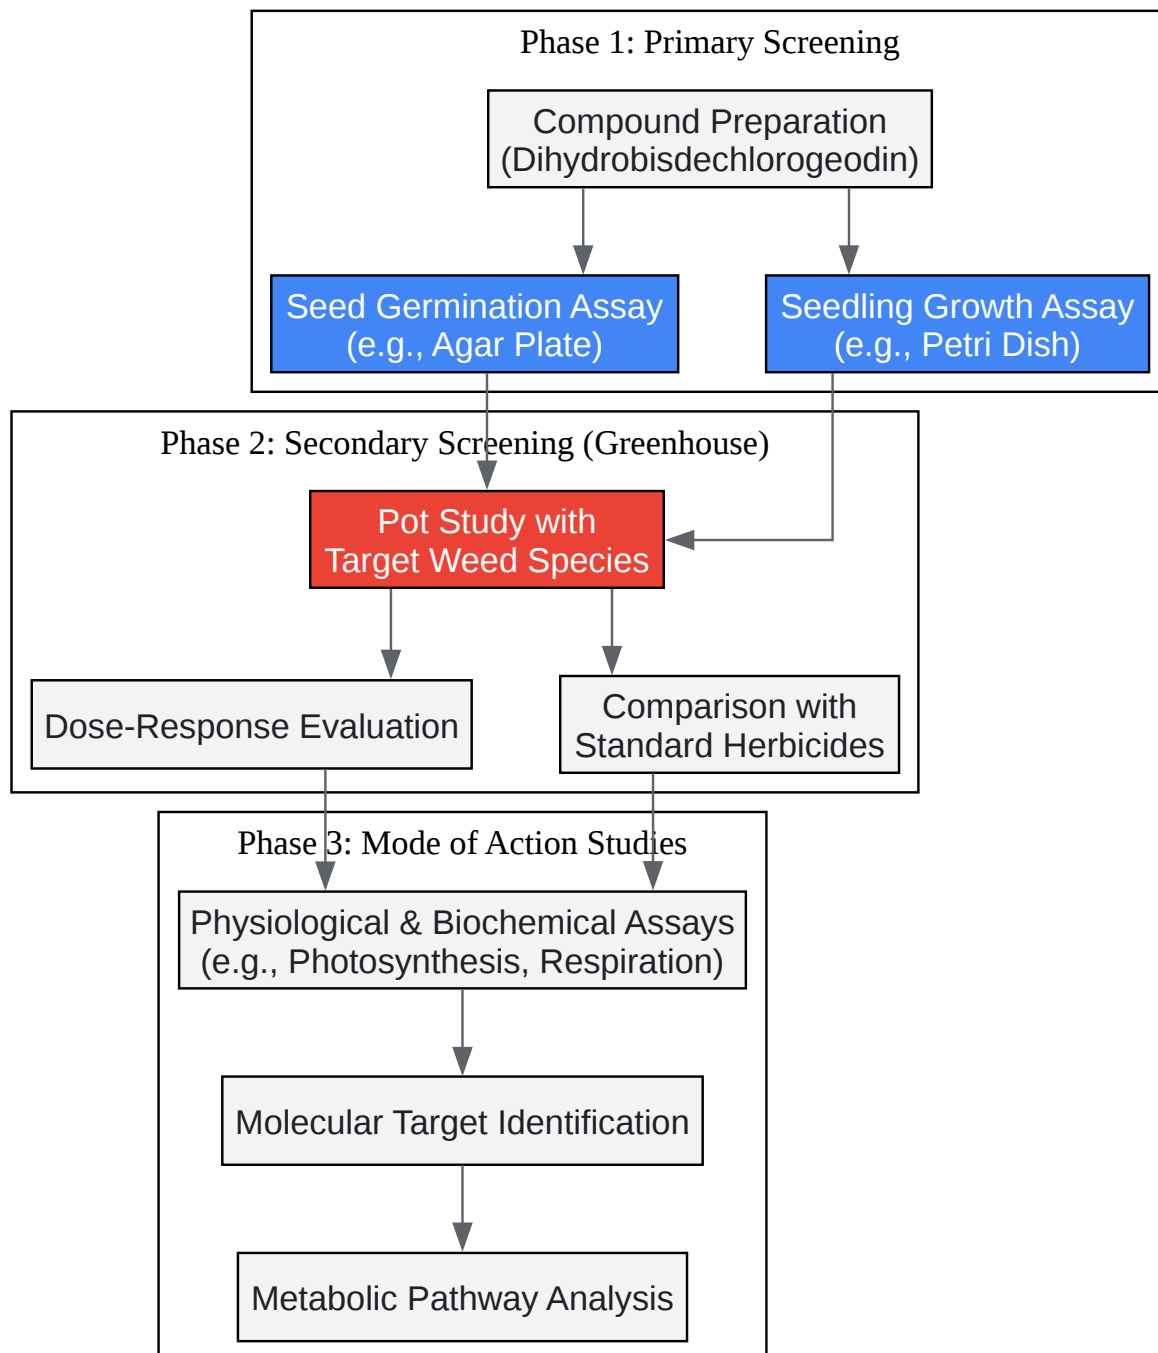 Phase 1: Primary Screening
Compound Preparation
(Dihydrobisdechlorogeodin)
Seed Germination Assay
(e.g., Agar Plate)
Seedling Growth Assay
(e.g., Petri Dish)
Phase 2: Secondary Screening (Greenhouse)
Pot Study with
Target Weed Species
Dose-Response Evaluation
Comparison with
Standard Herbicides
Phase 3: Mode of Action Studies
Physiological & Biochemical Assays
(e.g., Photosynthesis, Respiration)
Molecular Target Identification
Metabolic Pathway Analysis